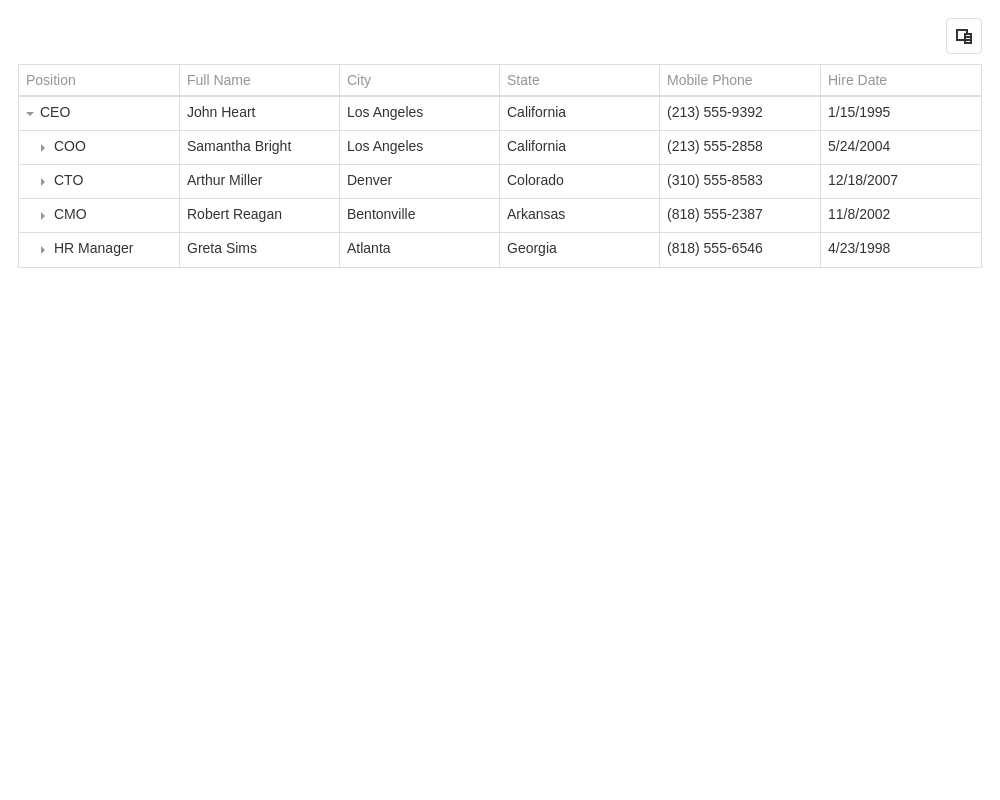 Position Full Name City State Mobile Phone Hire Date
CEO John Heart Los Angeles California (213) 555-9392 1/15/1995
COO Samantha Bright Los Angeles California (213) 555-2858 5/24/2004
CTO Arthur Miller Denver Colorado (310) 555-8583 12/18/2007
CMO Robert Reagan Bentonville Arkansas (818) 555-2387 11/8/2002
HR Manager Greta Sims Atlanta Georgia (818) 555-6546 4/23/1998